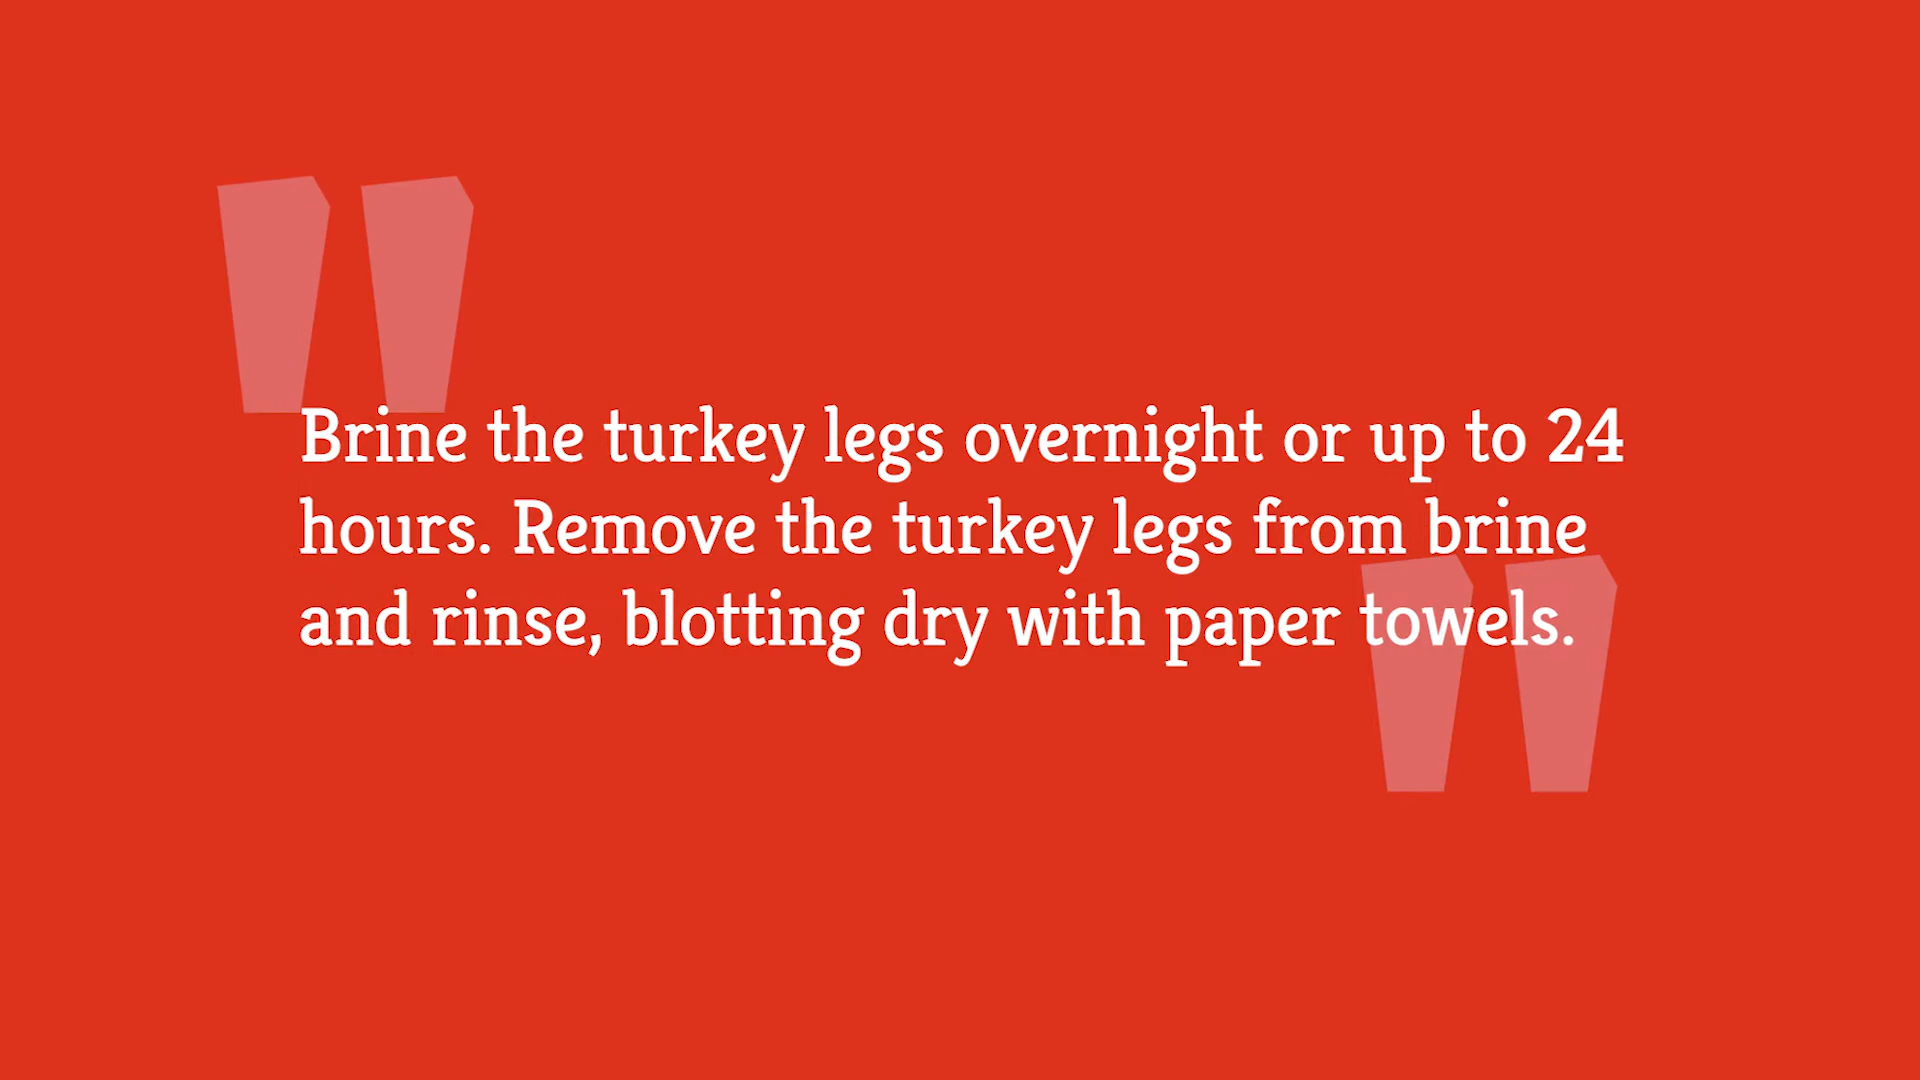 Brine the turkey legs overnight or up to 24
hours. Remove the turkey legs from brine
and rinse, blotting dry with paper towels.